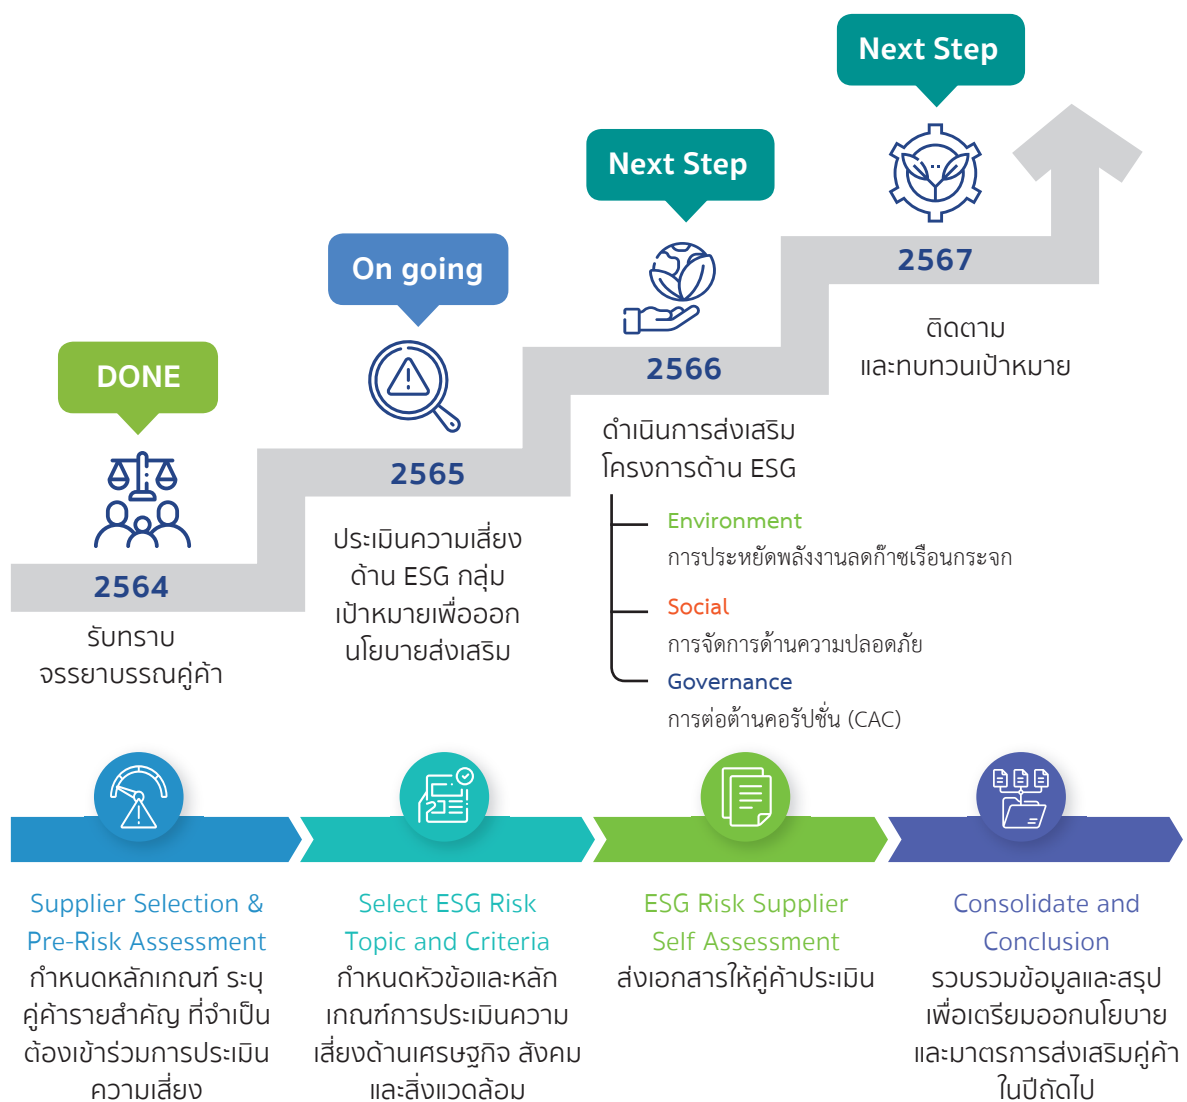 DONE
2564
รับทราบ
จรรยาบรรณคู่ค้า
On going
2565
ประเมินความเสี่ยง
ด้าน ESG กลุ่ม
เป้าหมายเพื่อออก
นโยบายส่งเสริม
Next Step
2566
ดำเนินการส่งเสริม
โครงการด้าน ESG
Environment
การประหยัดพลังงานลดก๊าซเรือนกระจก
Social
การจัดการด้านความปลอดภัย
Governance
การต่อต้านคอรัปชั่น (CAC)
Next Step
2567
ติดตาม
และทบทวนเป้าหมาย
Supplier Selection &
Pre-Risk Assessment
กำหนดหลักเกณฑ์ ระบุ
คู่ค้ารายสำคัญ ที่จำเป็น
ต้องเข้าร่วมการประเมิน
ความเสี่ยง
Select ESG Risk
Topic and Criteria
กำหนดหัวข้อและหลัก
เกณฑ์การประเมินความ
เสี่ยงด้านเศรษฐกิจ สังคม
และสิ่งแวดล้อม
ESG Risk Supplier
Self Assessment
ส่งเอกสารให้คู่ค้าประเมิน
Consolidate and
Conclusion
รวบรวมข้อมูลและสรุป
เพื่อเตรียมออกนโยบาย
และมาตรการส่งเสริมคู่ค้า
ในปีถัดไป